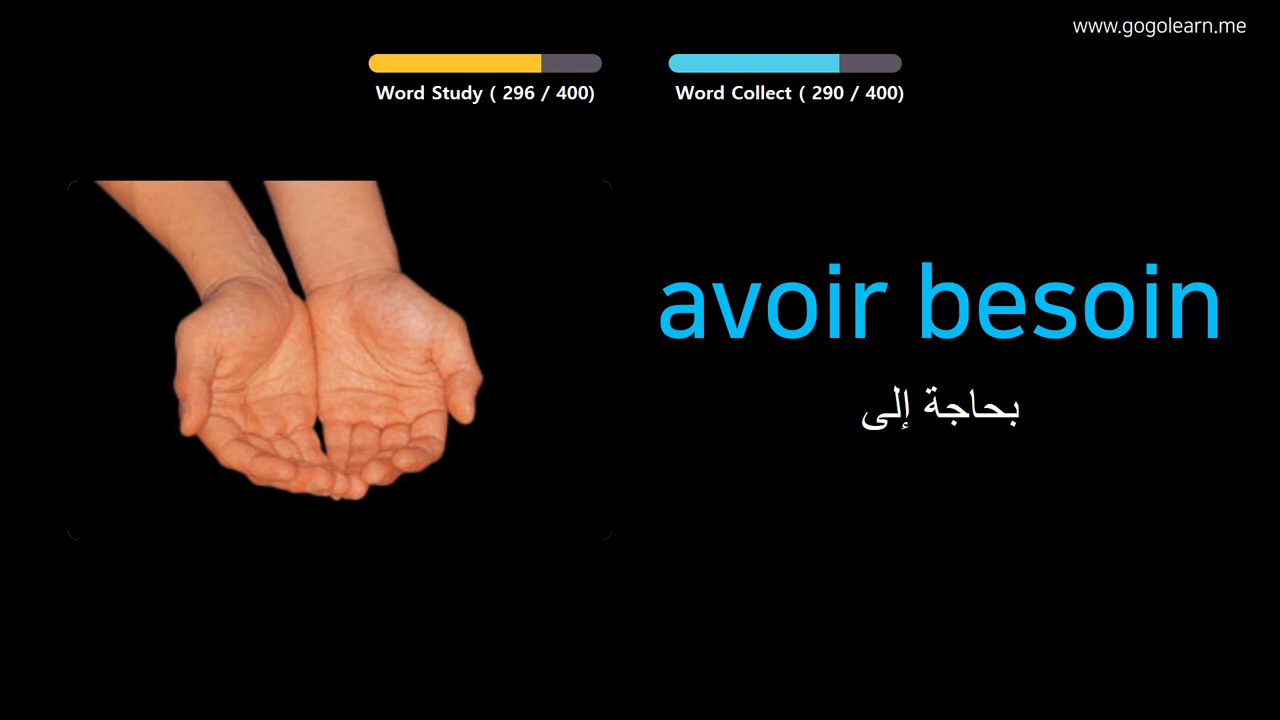 www.gogolearn.me
Word Study ( 296 / 400)
Word Collect ( 290 / 400)
avoir besoin
بحاجة إلى